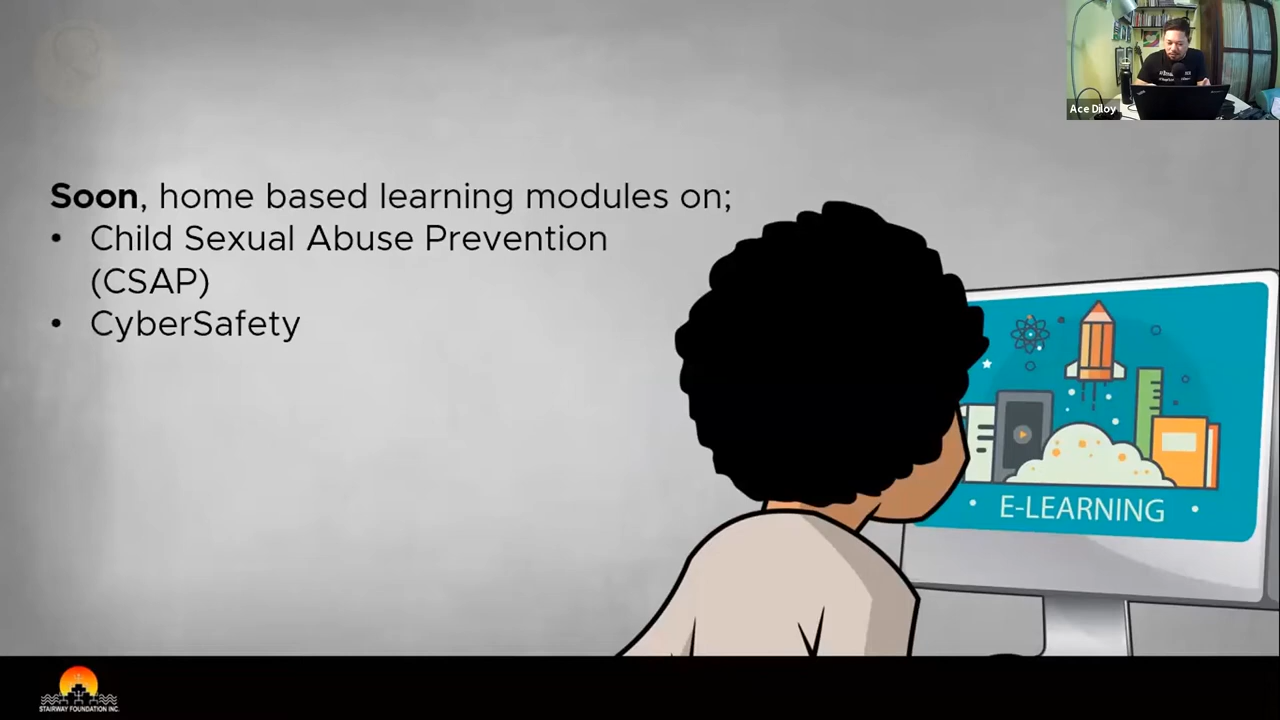 Ace Diloy
Soon, home based learning modules on;
• Child Sexual Abuse Prevention
(CSAP)
• CyberSafety
E-LEARNING
STAIRWAY FOUNDATION INC.